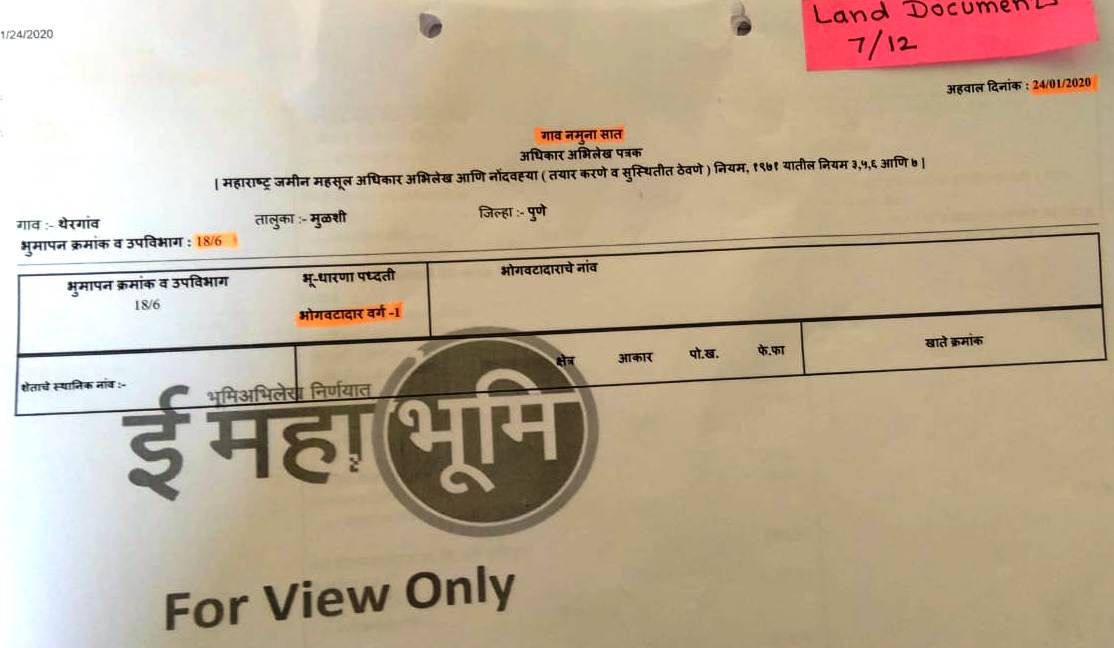 Land Documents
7/12
1/24/2020
अहवाल दिनांक : 24/01/2020
गाव नमुना सात
अधिकार अभिलेख पत्रक
[ महाराष्ट्र जमीन महसूल अधिकार अभिलेख आणि नोंदवह्या ( तयार करणे व सुस्थितीत ठेवणे ) नियम, १९७१ यातील नियम ३,५,६ आणि ७ ]
गाव :- थेरगांव तालुका :- मुळशी जिल्हा :- पुणे
भुमापन क्रमांक व उपविभाग : 18/6
भुमापन क्रमांक व उपविभाग भू-धारणा पध्दती भोगवटादाराचे नांव
18/6 भोगवटादार वर्ग -1
शेताचे स्थानिक नांव :- क्षेत्र आकार पो.ख. फे.फा खाते क्रमांक
भूमिअभिलेख निर्णयात
ई महाभूमि
For View Only